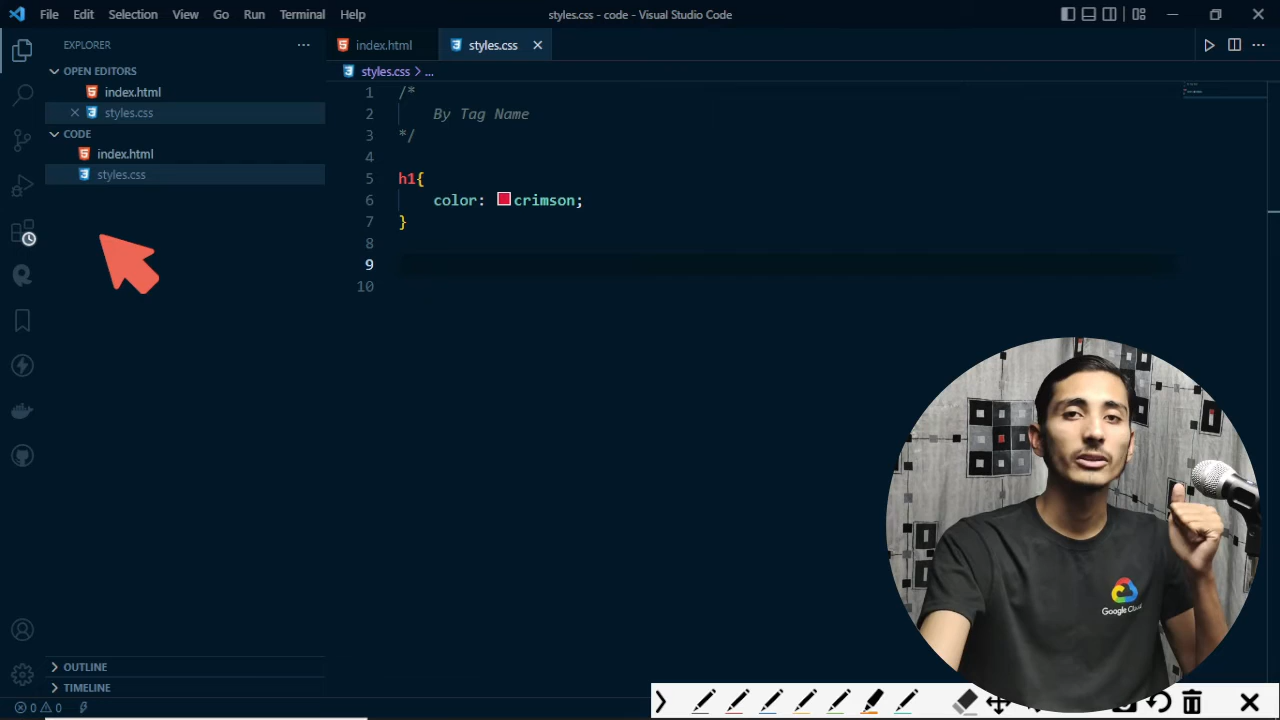 File Edit Selection View Go Run Terminal Help
styles.css - code - Visual Studio Code
EXPLORER
OPEN EDITORS
index.html
styles.css
CODE
index.html
styles.css
OUTLINE
TIMELINE
0 0
index.html
styles.css
styles.css > ...
1 /*
2 By Tag Name
3 */
4
5 h1{
6 color: crimson;
7 }
8
9
10
Google Cloud